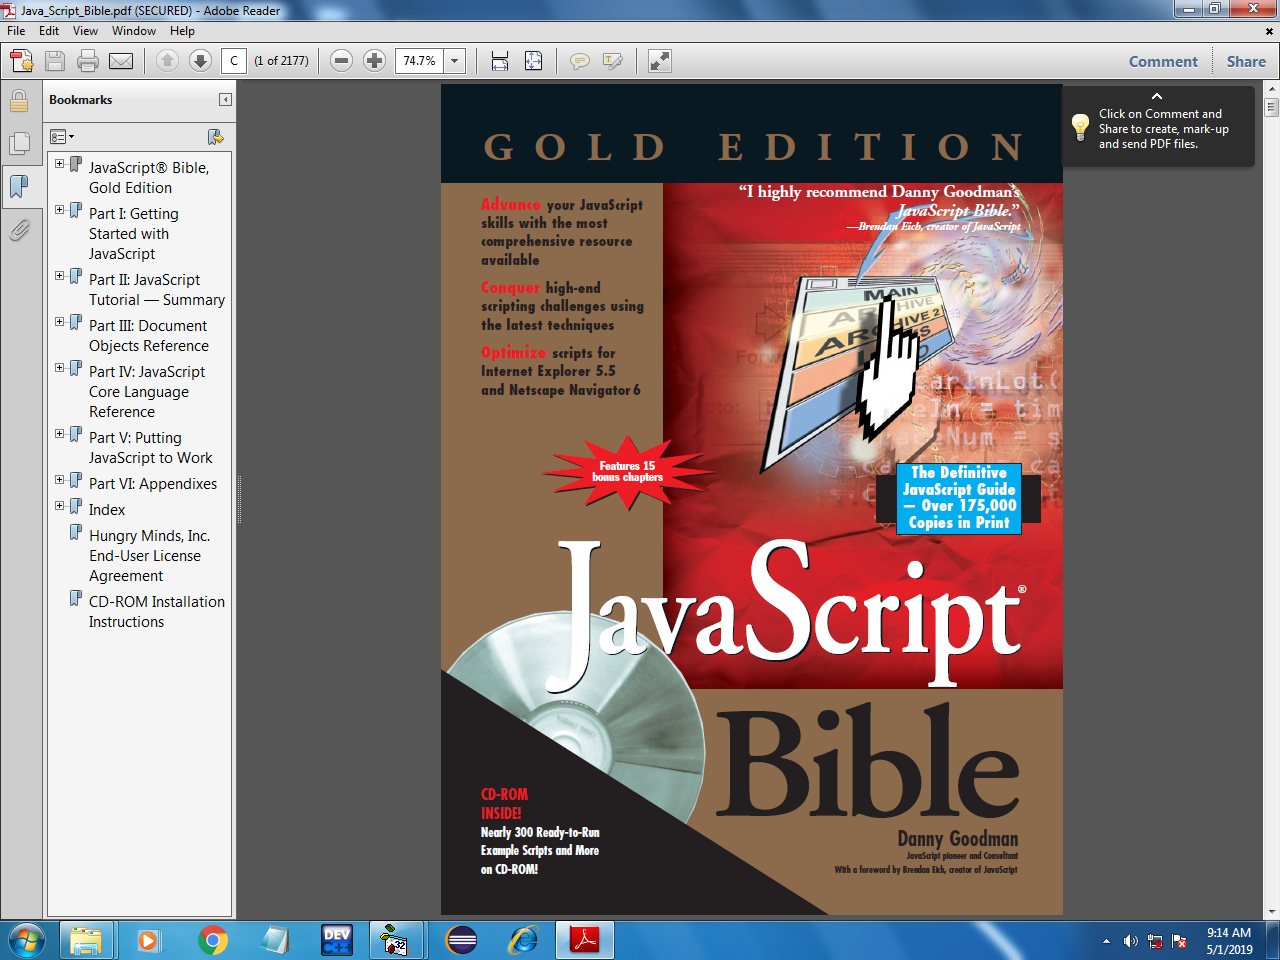 Java_Script_Bible.pdf (SECURED) - Adobe Reader
File Edit View Window Help
C (1 of 2177) 74.7% Comment Share
Bookmarks
JavaScript® Bible,
Gold Edition
Part I: Getting
Started with
JavaScript
Part II: JavaScript
Tutorial — Summary
Part III: Document
Objects Reference
Part IV: JavaScript
Core Language
Reference
Part V: Putting
JavaScript to Work
Part VI: Appendixes
Index
Hungry Minds, Inc.
End-User License
Agreement
CD-ROM Installation
Instructions
Click on Comment and
Share to create, mark-up
and send PDF files.
GOLD EDITION
“I highly recommend Danny Goodman's
JavaScript Bible.”
—Brendan Eich, creator of JavaScript
Advance your JavaScript
skills with the most
comprehensive resource
available
Conquer high-end
scripting challenges using
the latest techniques
Optimize scripts for
Internet Explorer 5.5
and Netscape Navigator 6
MAIN
ARCHIVE
ARCHIVE 2
Features 15
bonus chapters
The Definitive
JavaScript Guide
— Over 175,000
Copies in Print
JavaScript®
Bible
CD-ROM
INSIDE!
Nearly 300 Ready-to-Run
Example Scripts and More
on CD-ROM!
Danny Goodman
JavaScript pioneer and Consultant
With a foreword by Brendan Eich, creator of JavaScript
DEV
C++
32
9:14 AM
5/1/2019